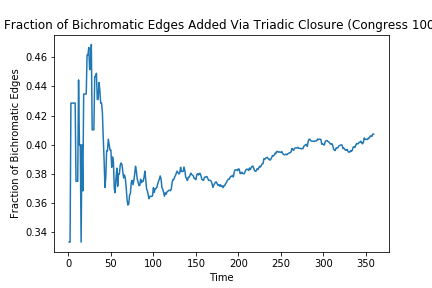 Fraction of Bichromatic Edges Added Via Triadic Closure (Congress 100
Fraction of Bichromatic Edges
0.46
0.44
0.42
0.40
0.38
0.36
0.34
0 50 100 150 200 250 300 350
Time